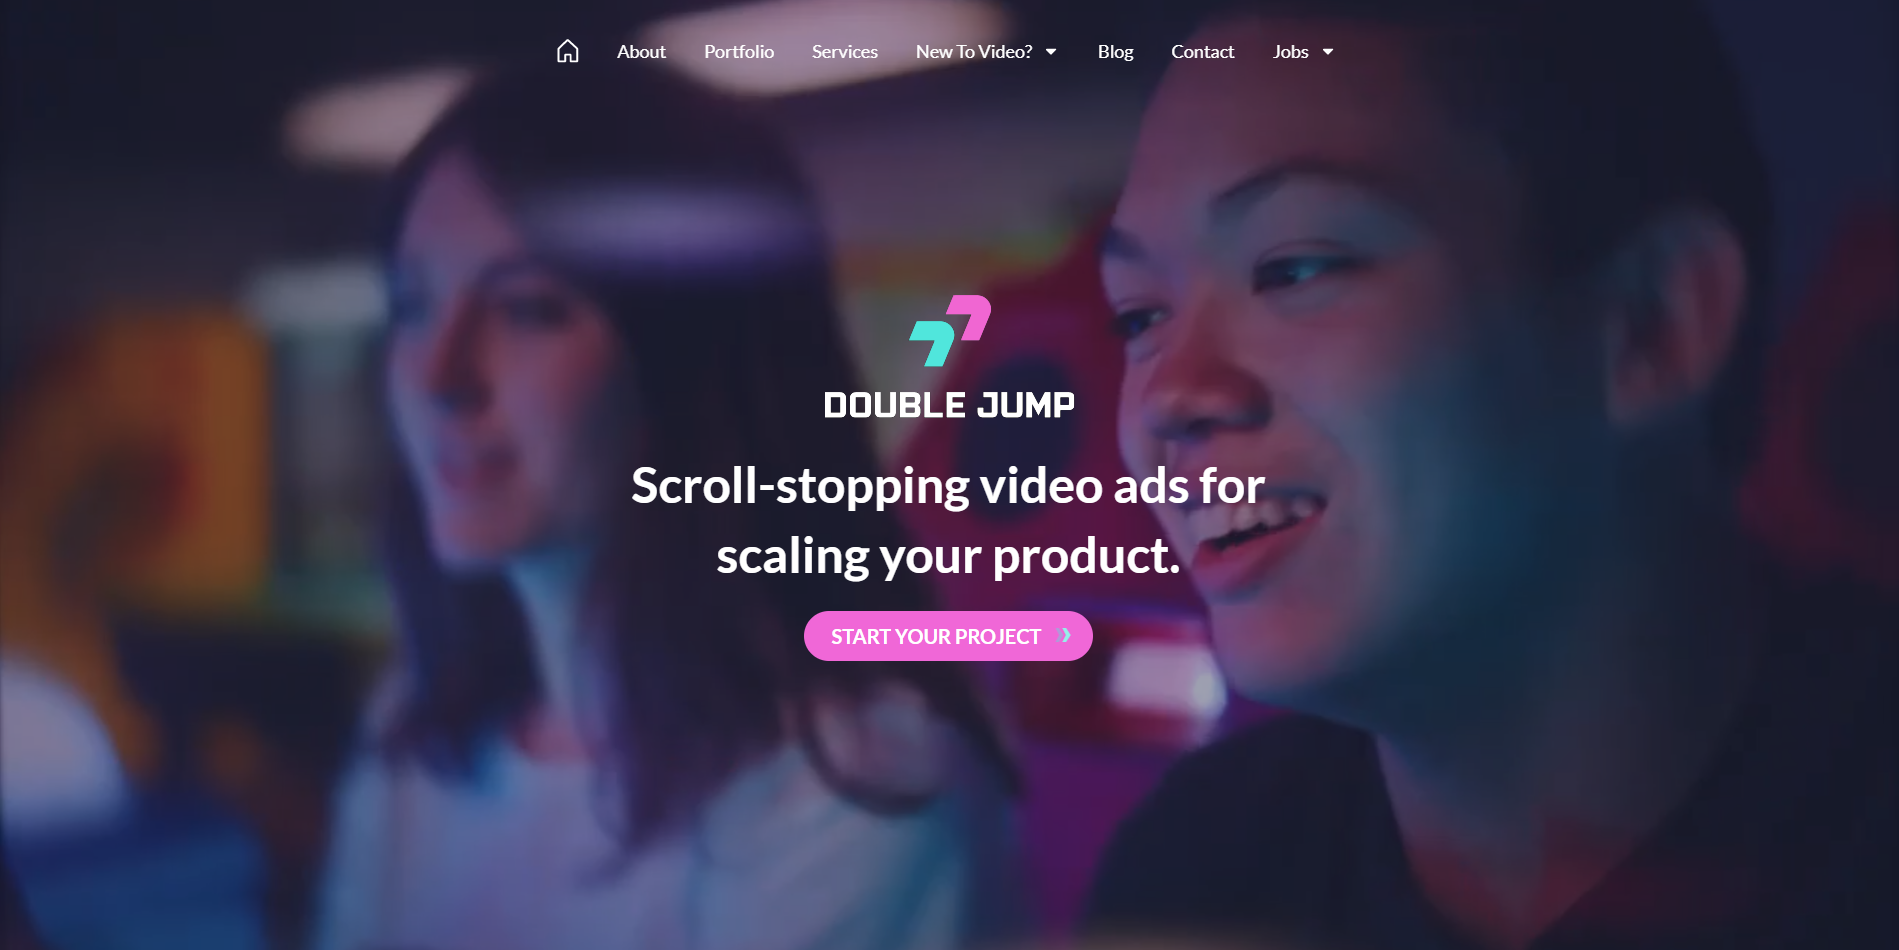 About
Portfolio
Services
New To Video?
Blog
Contact
Jobs
DOUBLE JUMP
Scroll-stopping video ads for
scaling your product.
START YOUR PROJECT